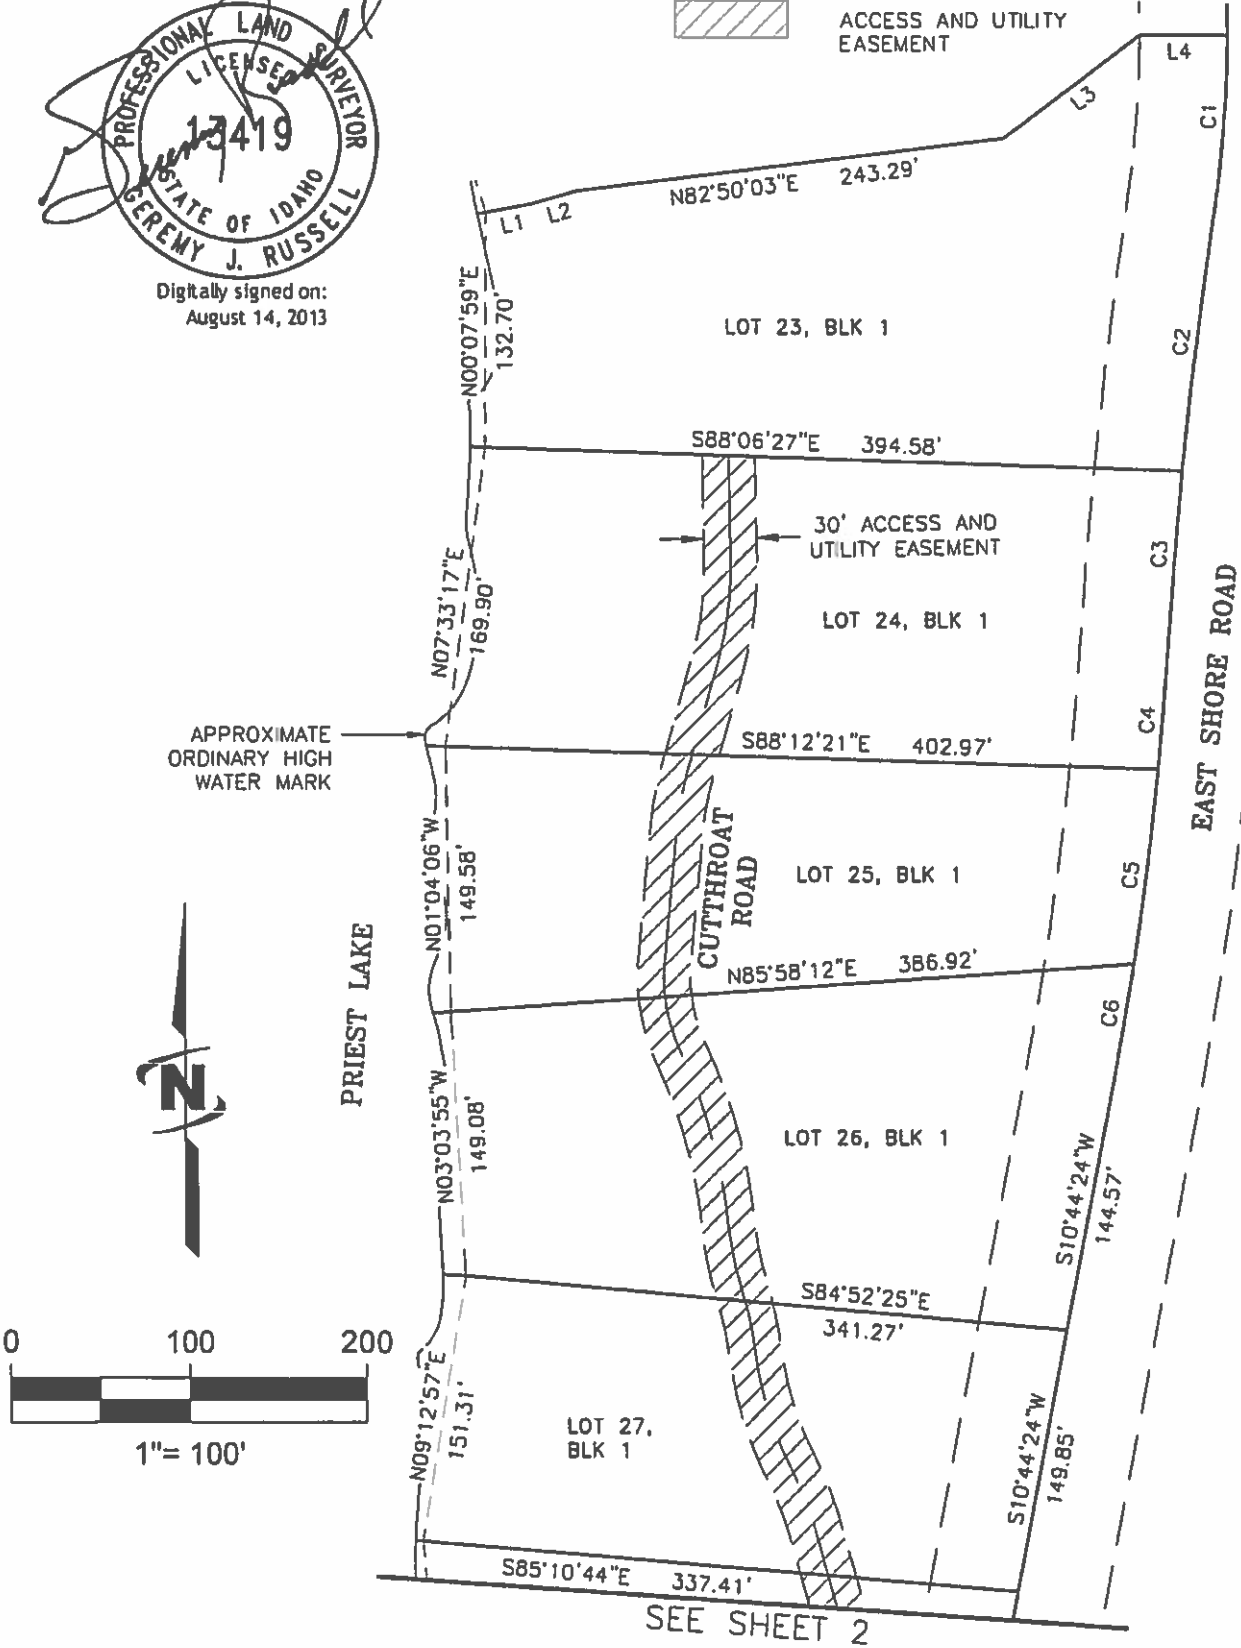 PROFESSIONAL LAND SURVEYOR
LICENSED
13419
STATE OF IDAHO
GEREMY J. RUSSELL
Digitally signed on:
August 14, 2013
ACCESS AND UTILITY
EASEMENT
L4
L3
C1
N82°50'03"E 243.29'
L1 L2
N00°07'59"E
132.70'
LOT 23, BLK 1
C2
S88°06'27"E 394.58'
30' ACCESS AND
UTILITY EASEMENT
C3
N07°33'17"E
169.90'
LOT 24, BLK 1
EAST SHORE ROAD
C4
APPROXIMATE
ORDINARY HIGH
WATER MARK
S88°12'21"E 402.97'
N01°04'06"W
149.58'
CUTTHROAT
ROAD
LOT 25, BLK 1
C5
PRIEST LAKE
N85°58'12"E 386.92'
C6
N
N03°03'55"W
149.08'
LOT 26, BLK 1
S10°44'24"W
144.57'
S84°52'25"E
341.27'
0 100 200
1"= 100'
N09°12'57"E
151.31'
LOT 27,
BLK 1
S10°44'24"W
149.85'
S85°10'44"E 337.41'
SEE SHEET 2